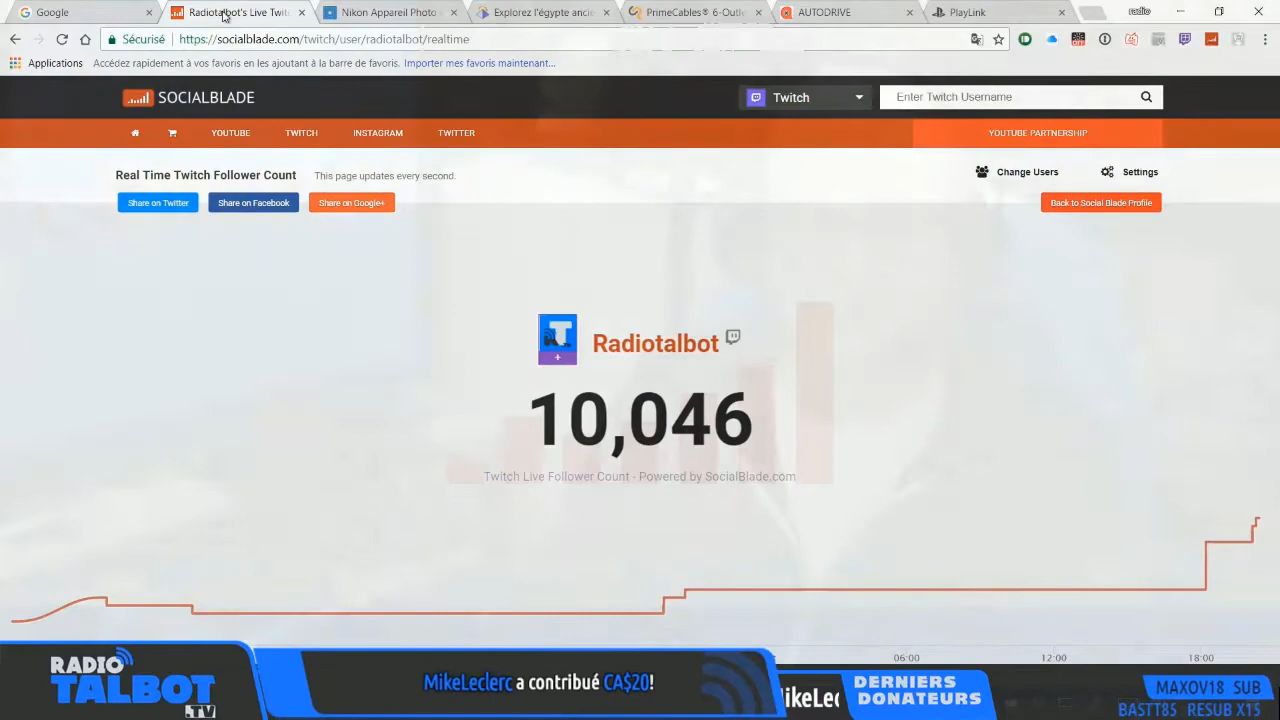 Google
Radiotalbot's Live Twitc
Nikon Appareil Photo
Explorez l'égypte ancie
PrimeCables® 6-Outle
AUTODRIVE
PlayLink
radio
Sécurisé https://socialblade.com/twitch/user/radiotalbot/realtime
Applications Accédez rapidement à vos favoris en les ajoutant à la barre de favoris. Importer mes favoris maintenant...
SOCIALBLADE
Twitch
Enter Twitch Username
YOUTUBE TWITCH INSTAGRAM TWITTER
YOUTUBE PARTNERSHIP
Real Time Twitch Follower Count This page updates every second.
Change Users Settings
Share on Twitter Share on Facebook Share on Google+
Back to Social Blade Profile
Radiotalbot
10,046
Twitch Live Follower Count - Powered by SocialBlade.com
06:00 12:00 18:00
RADIO
TALBOT
.TV
MikeLeclerc a contribué CA$20!
DERNIERS
DONATEURS
MAXOV18 SUB
BASTT85 RESUB X15